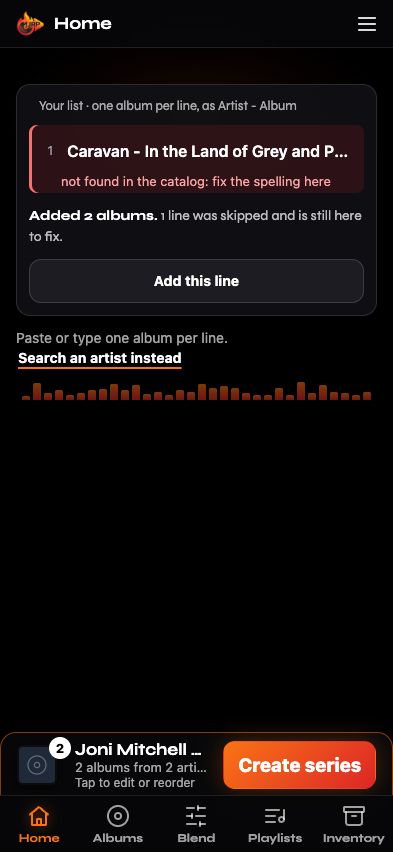 Home
Your list · one album per line, as Artist - Album
1 Caravan - In the Land of Grey and P...
not found in the catalog: fix the spelling here
Added 2 albums. 1 line was skipped and is still here
to fix.
Add this line
Paste or type one album per line.
Search an artist instead
2
Joni Mitchell ...
2 albums from 2 arti...
Tap to edit or reorder
Create series
Home Albums Blend Playlists Inventory